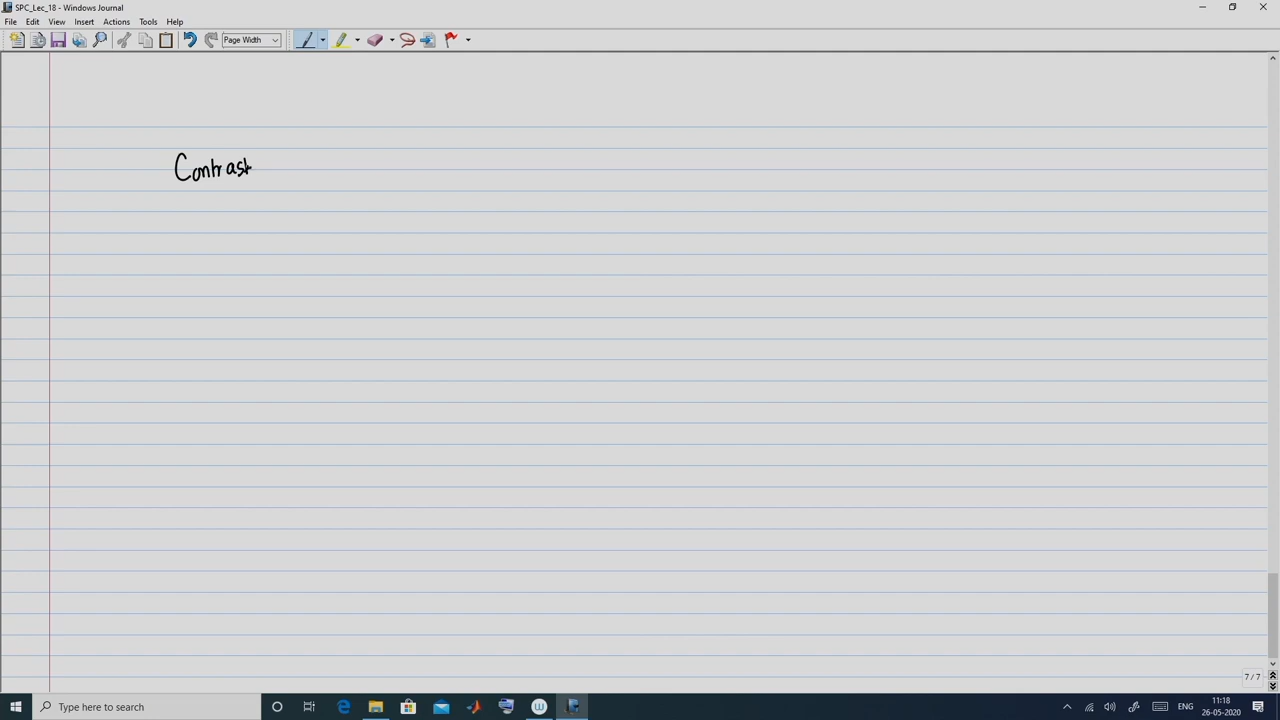 SPC_Lec_18 - Windows Journal
File Edit View Insert Actions Tools Help
Page Width
Contrast
7 / 7
Type here to search
ENG
11:18
26-05-2020